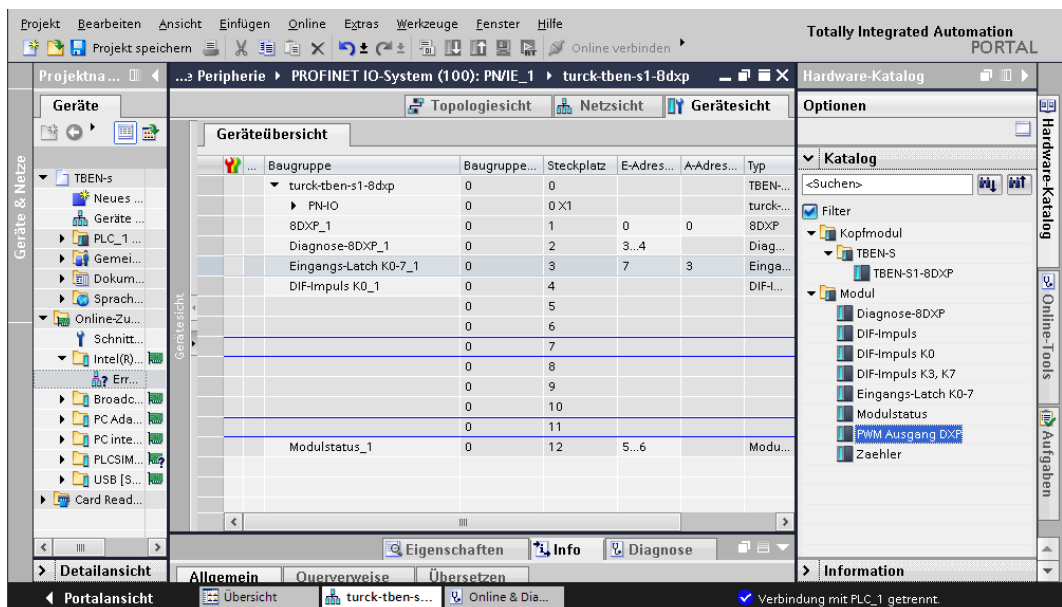 Projekt Bearbeiten Ansicht Einfügen Online Extras Werkzeuge Fenster Hilfe
Totally Integrated Automation
PORTAL
Projekt speichern
Online verbinden
Projektna...
...e Peripherie PROFINET IO-System (100): PN/IE_1 turck-tben-s1-8dxp
Hardware-Katalog
Geräte
Topologiesicht Netzsicht Gerätesicht
Optionen
Geräteübersicht
... Baugruppe Baugruppe... Steckplatz E-Adres... A-Adres... Typ
turck-tben-s1-8dxp 0 0 TBEN-...
PN-IO 0 0 X1 turck-...
8DXP_1 0 1 0 0 8DXP
Diagnose-8DXP_1 0 2 3...4 Diag...
Eingangs-Latch K0-7_1 0 3 7 3 Einga...
DIF-Impuls K0_1 0 4 DIF-I...
0 5
0 6
0 7
0 8
0 9
0 10
0 11
Modulstatus_1 0 12 5...6 Modu...
TBEN-s
Neues ...
Geräte ...
PLC_1 ...
Gemei...
Dokum...
Sprach...
Online-Zu...
Schnitt...
Intel(R)...
Err...
Broadc...
PC Ada...
PC inte...
PLCSIM...
USB [S...
Card Read...
Geräte & Netze
Gerätesicht
Katalog
<Suchen>
Filter
Kopfmodul
TBEN-S
TBEN-S1-8DXP
Modul
Diagnose-8DXP
DIF-Impuls
DIF-Impuls K0
DIF-Impuls K3, K7
Eingangs-Latch K0-7
Modulstatus
PWM Ausgang DXP
Zaehler
Hardware-Katalog
Online-Tools
Aufgaben
Eigenschaften Info Diagnose
Detailansicht
Allgemein Querverweise Übersetzen
Information
Portalansicht
Übersicht
turck-tben-s...
Online & Dia...
Verbindung mit PLC_1 getrennt.